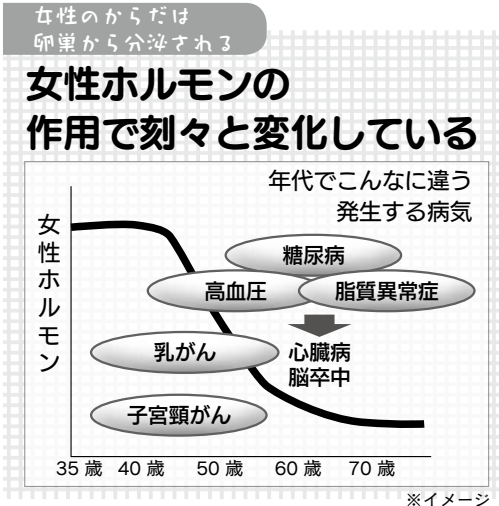 女性のからだは
卵巣から分泌される
女性ホルモンの
作用で刻々と変化している
年代でこんなに違う
発生する病気
女性ホルモン
糖尿病
高血圧
脂質異常症
乳がん
心臓病
脳卒中
子宮頸がん
35歳 40歳 50歳 60歳 70歳
※イメージ